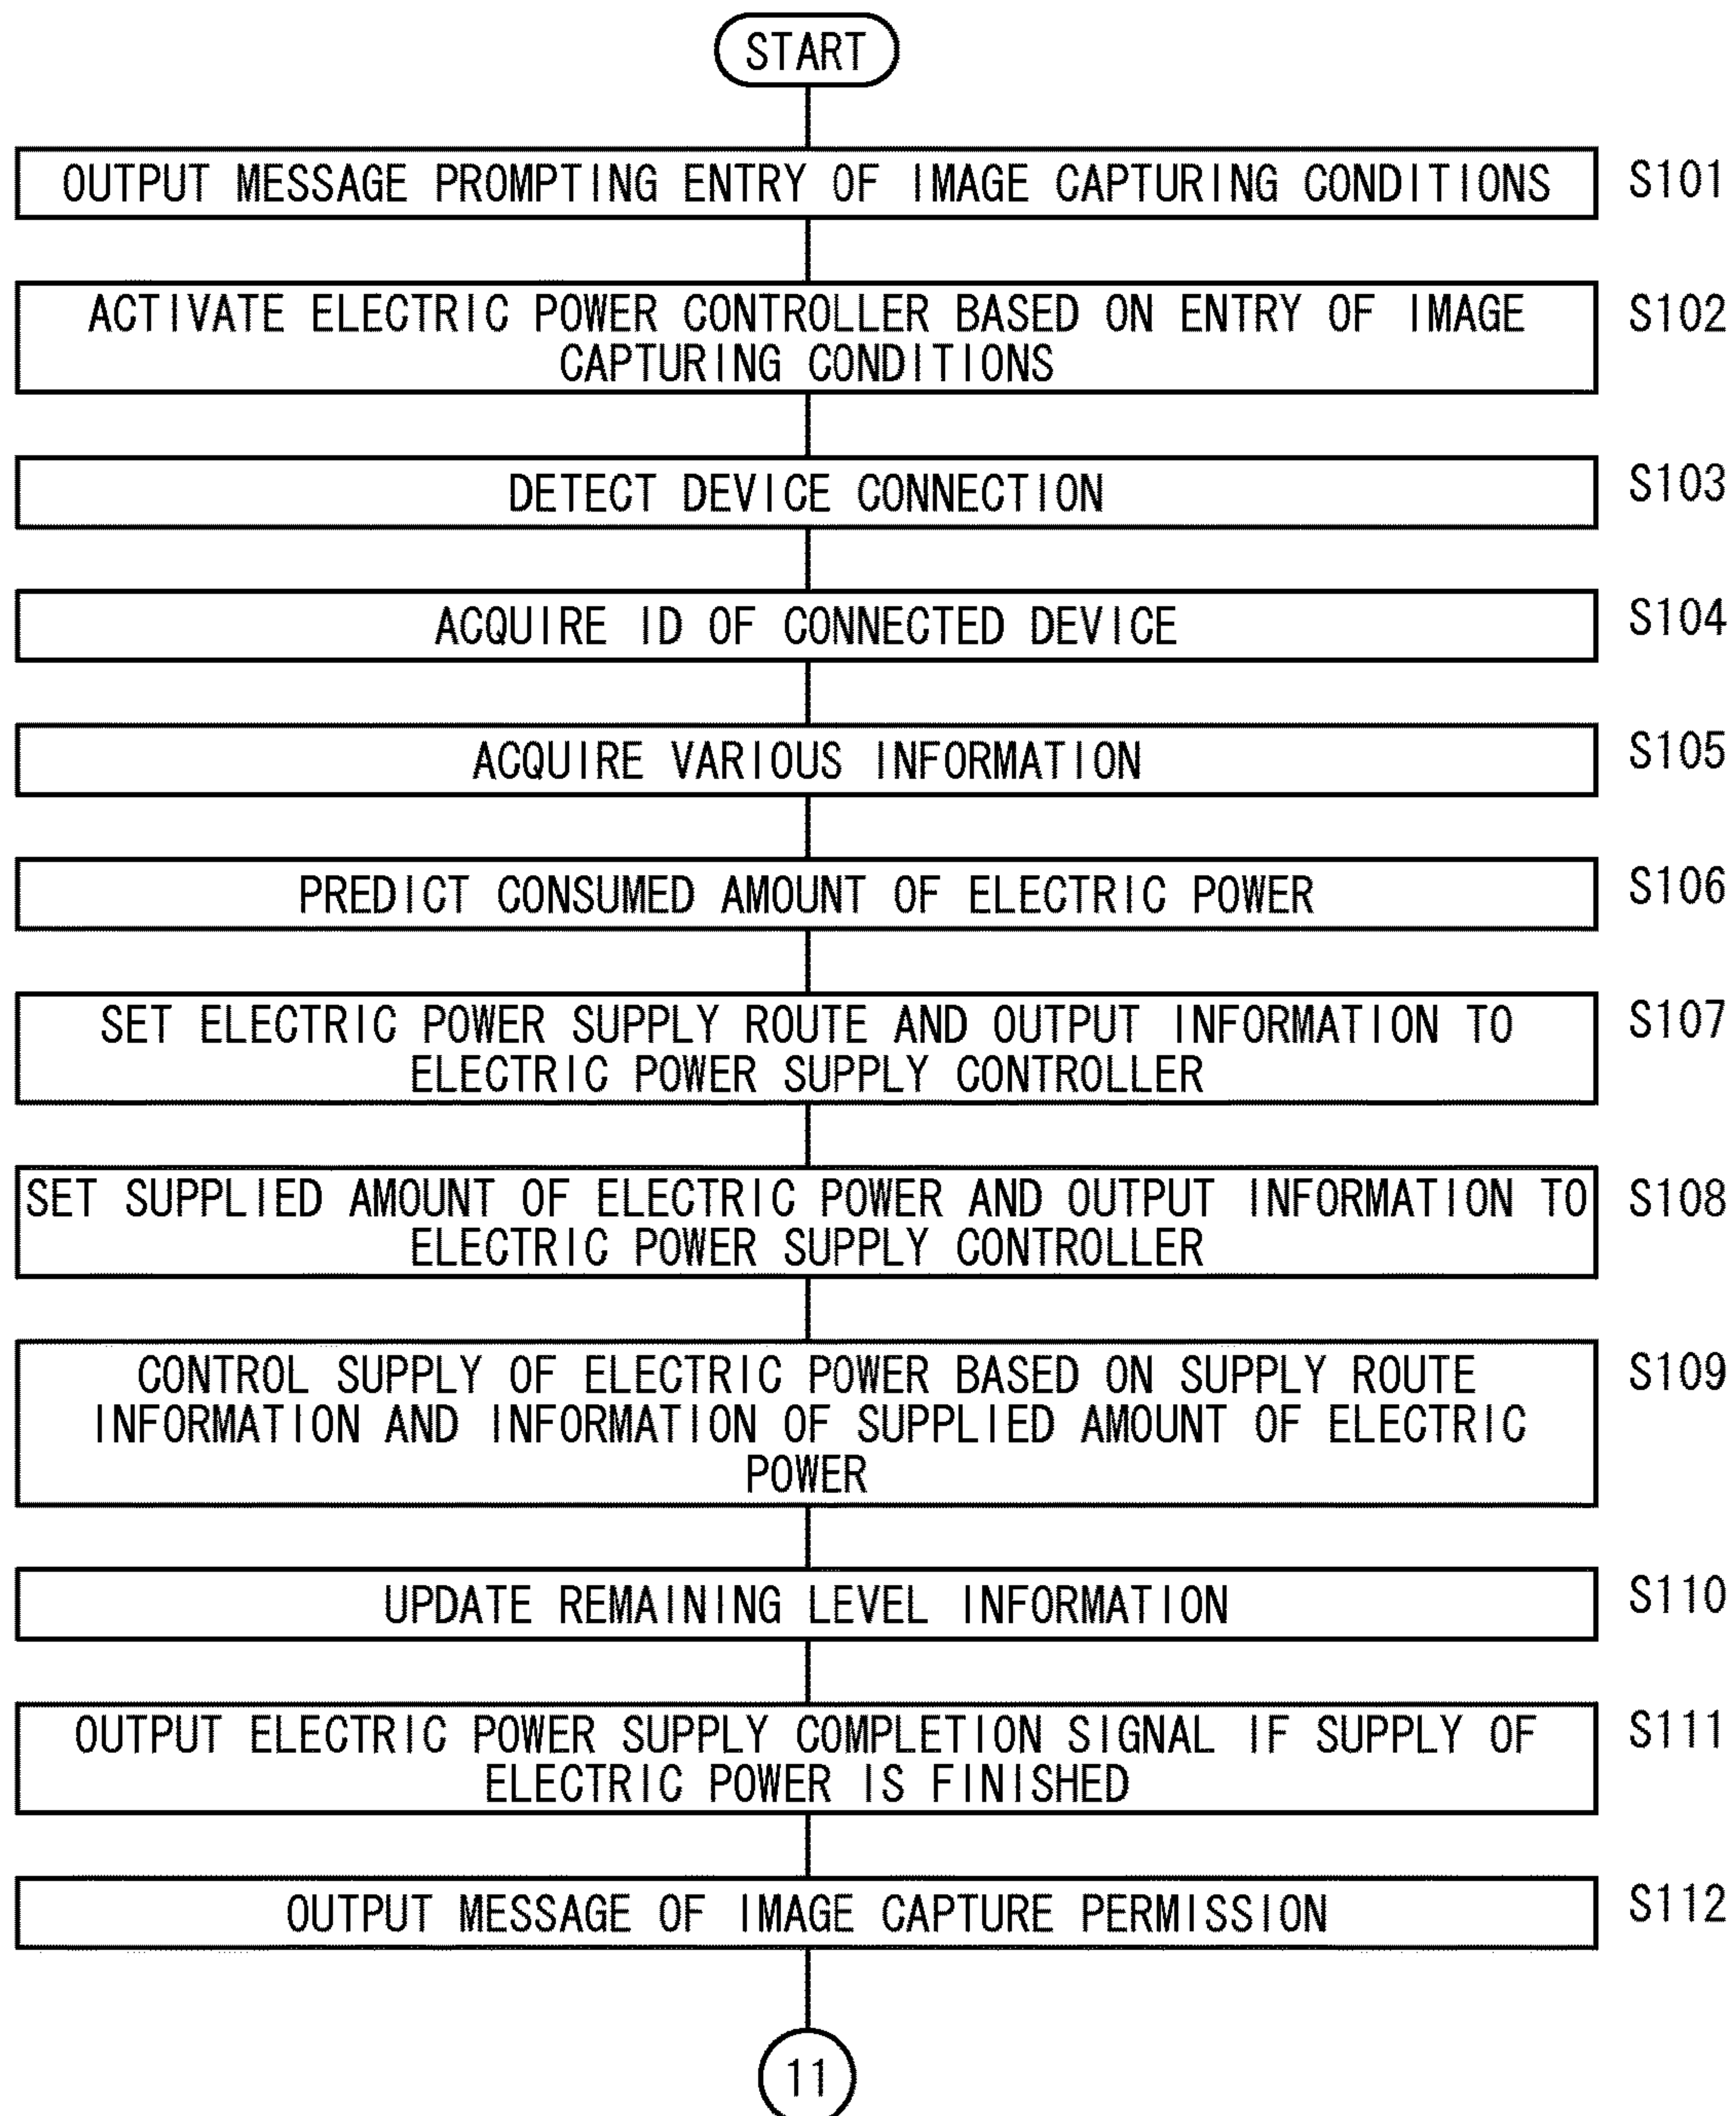 START
OUTPUT MESSAGE PROMPTING ENTRY OF IMAGE CAPTURING CONDITIONS S101
ACTIVATE ELECTRIC POWER CONTROLLER BASED ON ENTRY OF IMAGE S102
CAPTURING CONDITIONS
DETECT DEVICE CONNECTION S103
ACQUIRE ID OF CONNECTED DEVICE S104
ACQUIRE VARIOUS INFORMATION S105
PREDICT CONSUMED AMOUNT OF ELECTRIC POWER S106
SET ELECTRIC POWER SUPPLY ROUTE AND OUTPUT INFORMATION TO S107
ELECTRIC POWER SUPPLY CONTROLLER
SET SUPPLIED AMOUNT OF ELECTRIC POWER AND OUTPUT INFORMATION TO S108
ELECTRIC POWER SUPPLY CONTROLLER
CONTROL SUPPLY OF ELECTRIC POWER BASED ON SUPPLY ROUTE S109
INFORMATION AND INFORMATION OF SUPPLIED AMOUNT OF ELECTRIC
POWER
UPDATE REMAINING LEVEL INFORMATION S110
OUTPUT ELECTRIC POWER SUPPLY COMPLETION SIGNAL IF SUPPLY OF S111
ELECTRIC POWER IS FINISHED
OUTPUT MESSAGE OF IMAGE CAPTURE PERMISSION S112
11